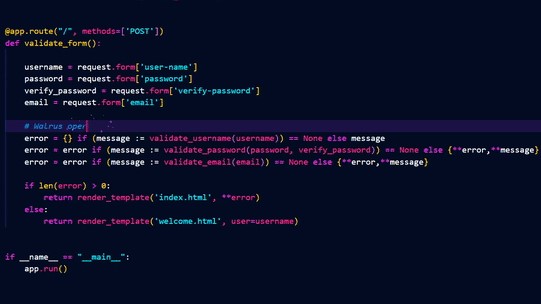 @app.route("/", methods=['POST'])
def validate_form():
username = request.form['user-name']
password = request.form['password']
verify_password = request.form['verify-password']
email = request.form['email']
# Walrus oper
error = {} if (message := validate_username(username)) == None else message
error = error if (message := validate_password(password, verify_password)) == None else {**error,**message}
error = error if (message := validate_email(email)) == None else {**error,**message}
if len(error) > 0:
return render_template('index.html', **error)
else:
return render_template('welcome.html', user=username)
if __name__ == "__main__":
app.run()